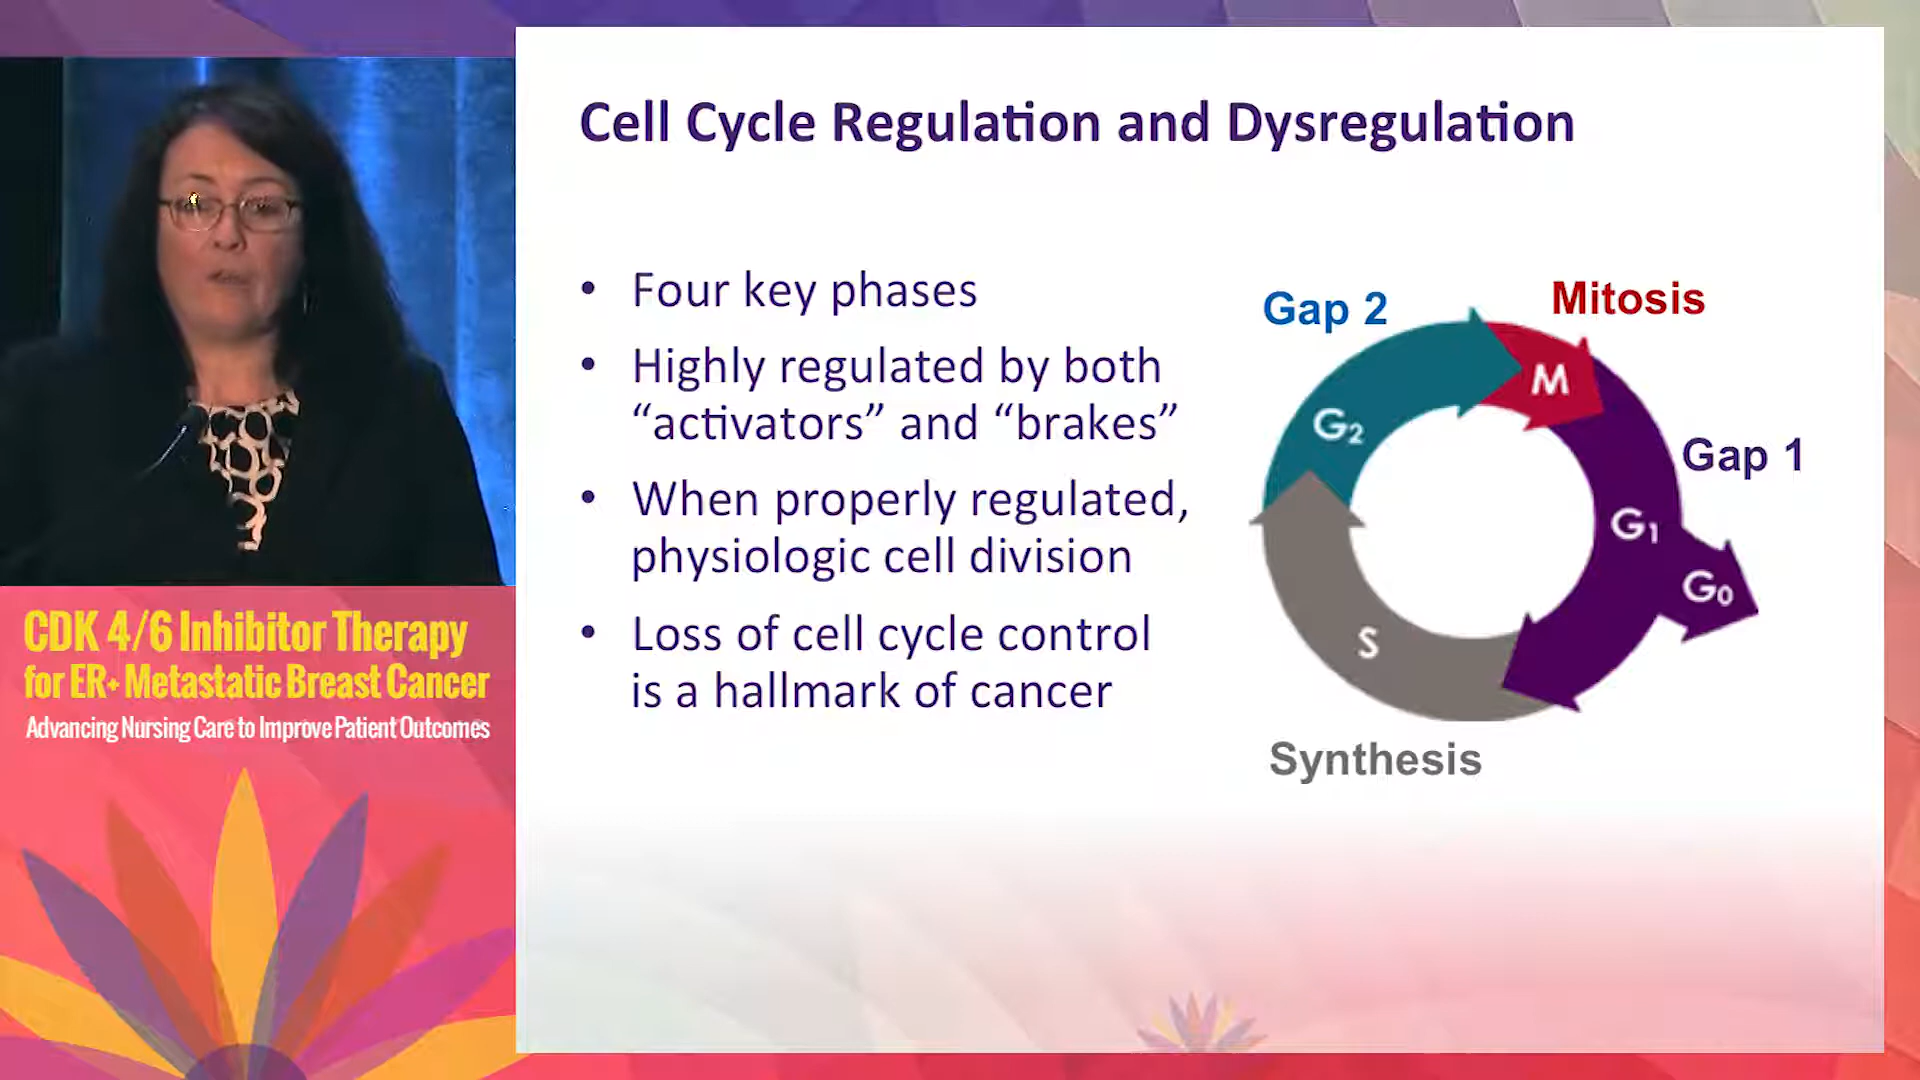 Cell Cycle Regulation and Dysregulation
• Four key phases
• Highly regulated by both
“activators” and “brakes”
• When properly regulated,
physiologic cell division
• Loss of cell cycle control
is a hallmark of cancer
Gap 2
Mitosis
M
G₂
Gap 1
G₁
G₀
S
Synthesis
CDK 4/6 Inhibitor Therapy
for ER+ Metastatic Breast Cancer
Advancing Nursing Care to Improve Patient Outcomes